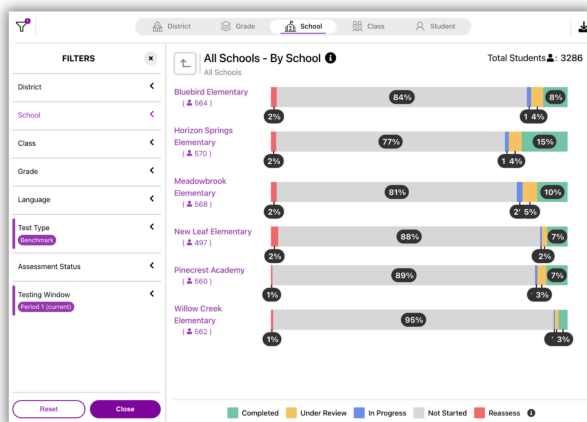 District Grade School Class Student
FILTERS ×
District
School
Class
Grade
Language
Test Type
Benchmark
Assessment Status
Testing Window
Period 1 (current)
Reset Close
All Schools - By School
Total Students : 3286
All Schools
Bluebird Elementary
( 564 )
84% 8%
2% 1 4%
Horizon Springs
Elementary
( 570 )
77% 15%
2% 1 4%
Meadowbrook
Elementary
( 568 )
81% 10%
2% 2 5%
New Leaf Elementary
( 497 )
88% 7%
2% 2%
Pinecrest Academy
( 560 )
89% 7%
1% 3%
Willow Creek
Elementary
( 562 )
95%
1% 3%
Completed Under Review In Progress Not Started Reassess